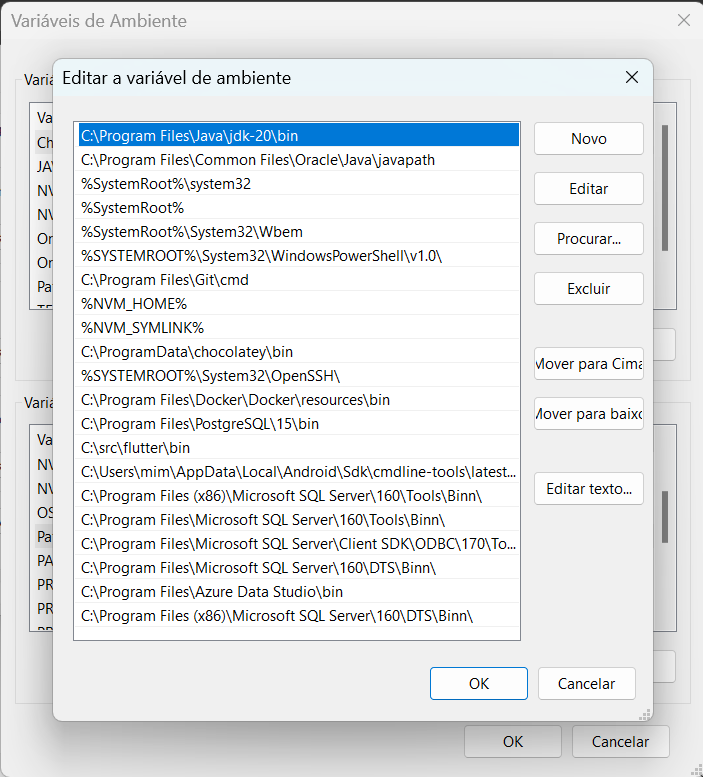 Variáveis de Ambiente
Editar a variável de ambiente
C:\Program Files\Java\jdk-20\bin
C:\Program Files\Common Files\Oracle\Java\javapath
%SystemRoot%\system32
%SystemRoot%
%SystemRoot%\System32\Wbem
%SYSTEMROOT%\System32\WindowsPowerShell\v1.0\
C:\Program Files\Git\cmd
%NVM_HOME%
%NVM_SYMLINK%
C:\ProgramData\chocolatey\bin
%SYSTEMROOT%\System32\OpenSSH\
C:\Program Files\Docker\Docker\resources\bin
C:\Program Files\PostgreSQL\15\bin
C:\src\flutter\bin
C:\Users\mim\AppData\Local\Android\Sdk\cmdline-tools\latest...
C:\Program Files (x86)\Microsoft SQL Server\160\Tools\Binn\
C:\Program Files\Microsoft SQL Server\160\Tools\Binn\
C:\Program Files\Microsoft SQL Server\Client SDK\ODBC\170\To...
C:\Program Files\Microsoft SQL Server\160\DTS\Binn\
C:\Program Files\Azure Data Studio\bin
C:\Program Files (x86)\Microsoft SQL Server\160\DTS\Binn\
Novo
Editar
Procurar...
Excluir
Mover para Cima
Mover para baixo
Editar texto...
OK
Cancelar
Variá
Va
Ch
JAV
NV
NV
On
On
Pa
Variá
Va
NV
NV
OS
Pa
PA
PR
PR
OK
Cancelar